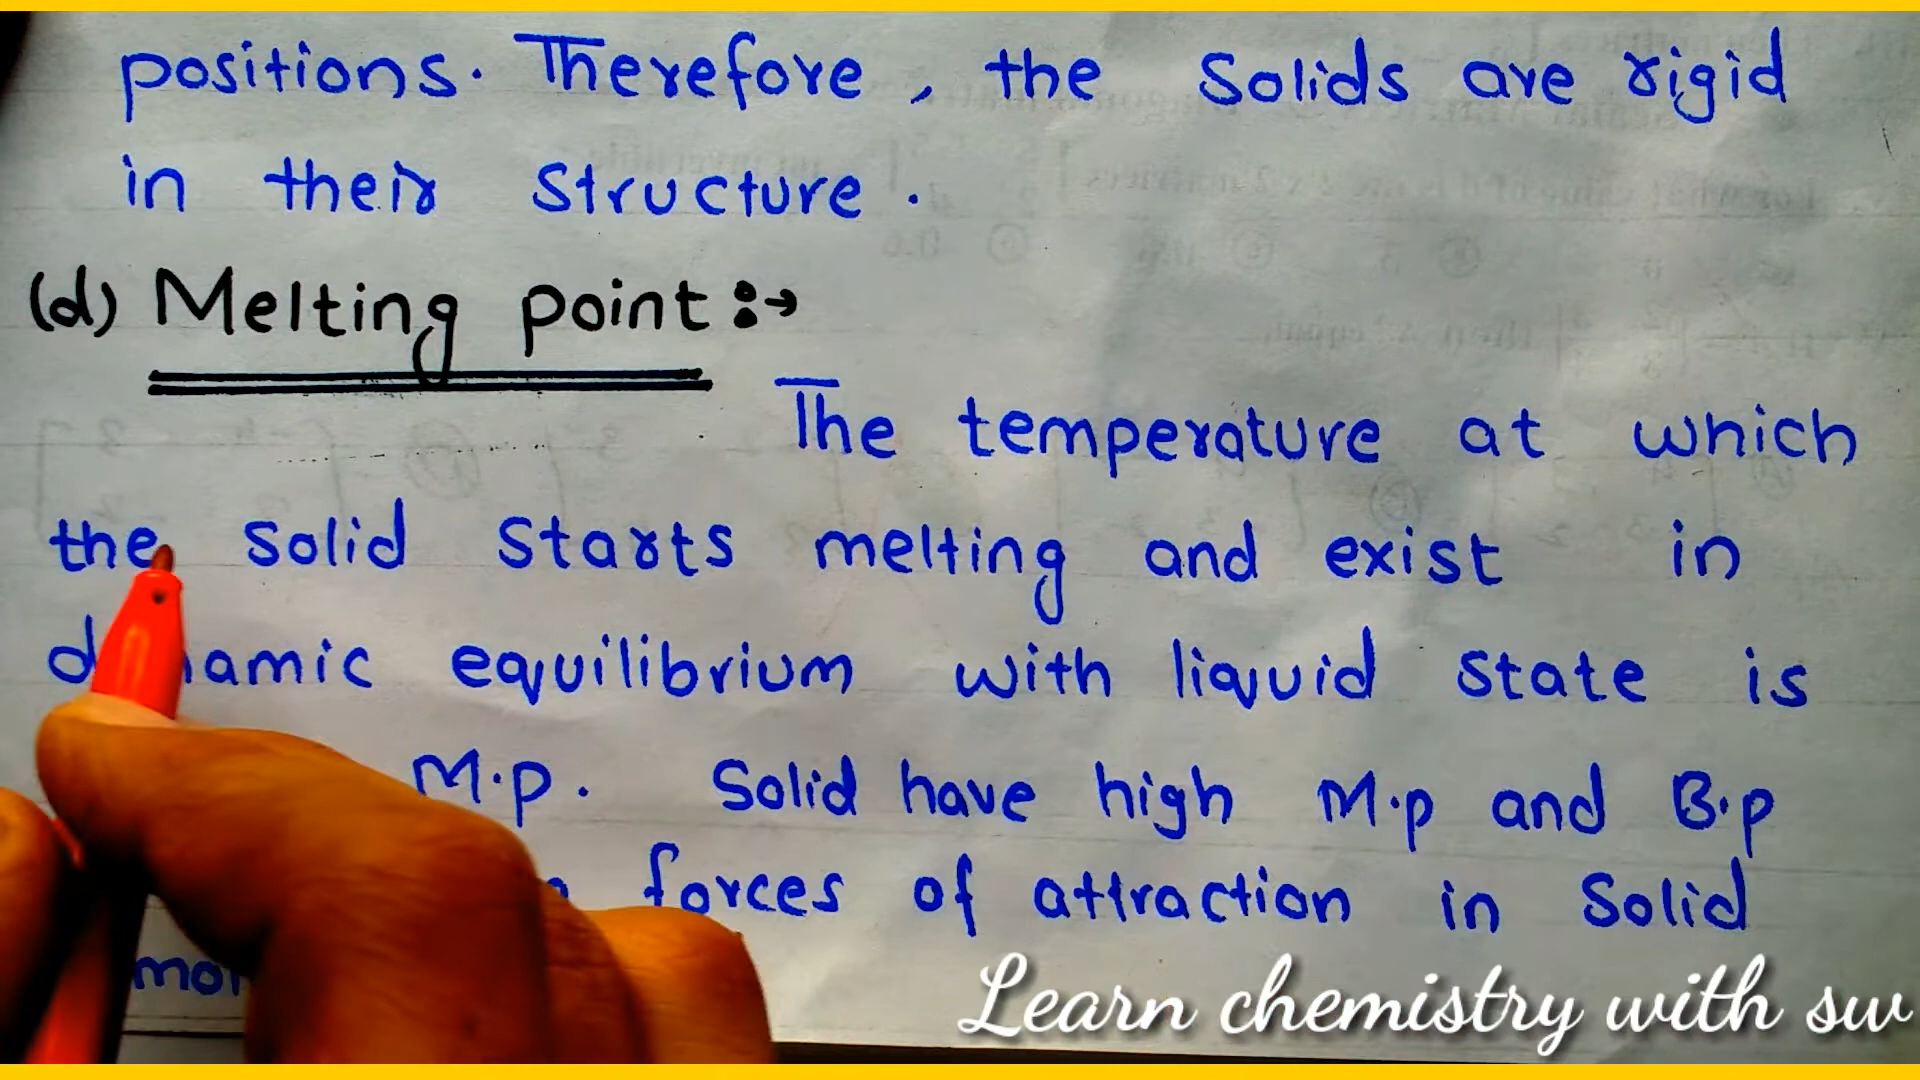 positions. Therefore, the Solids are rigid
in their structure.
(d) Melting point :→
The temperature at which
the solid starts melting and exist in
equilibrium with liquid state is
M.p. Solid have high M.p and B.p
forces of attraction in Solid
Learn chemistry with sw